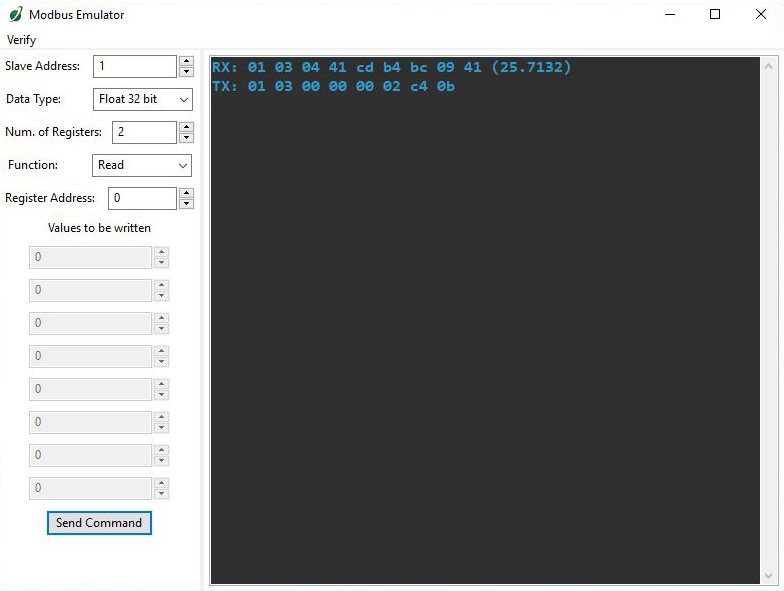 Modbus Emulator
Verify
Slave Address: 1
Data Type: Float 32 bit
Num. of Registers: 2
Function: Read
Register Address: 0
Values to be written
0
0
0
0
0
0
0
0
Send Command
RX: 01 03 04 41 cd b4 bc 09 41 (25.7132)
TX: 01 03 00 00 00 02 c4 0b